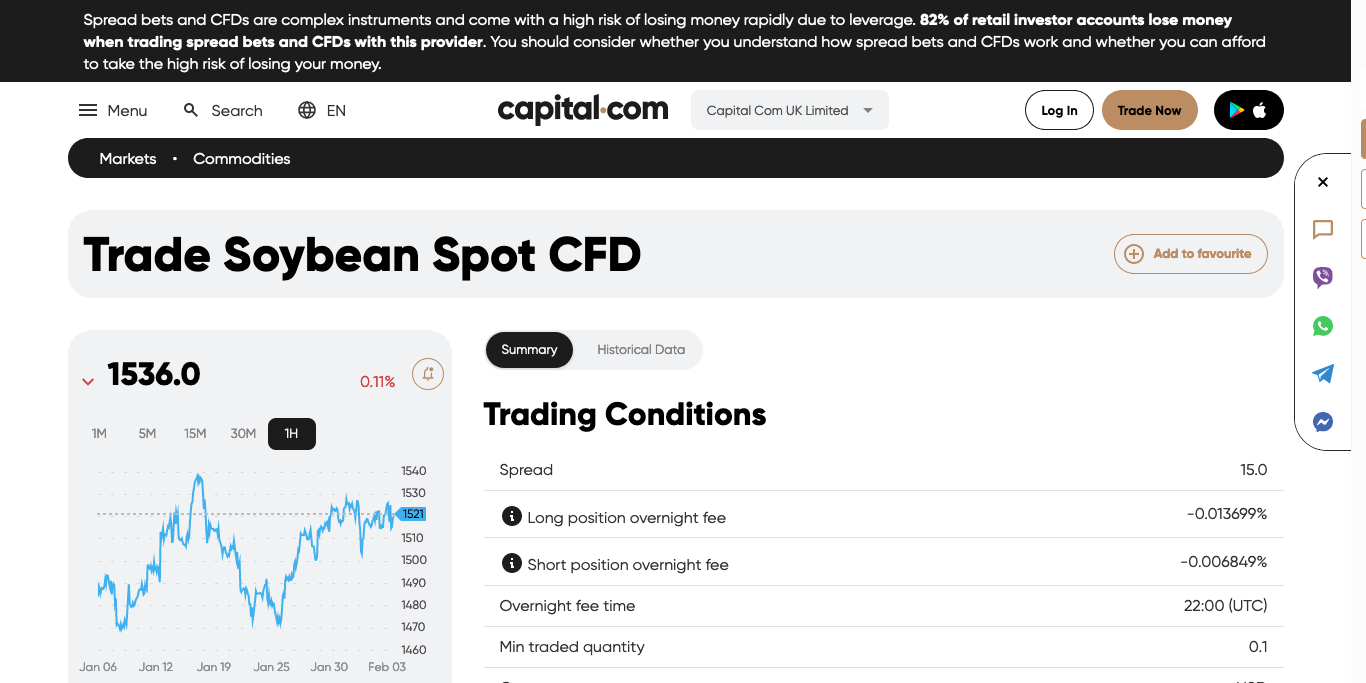 Spread bets and CFDs are complex instruments and come with a high risk of losing money rapidly due to leverage. 82% of retail investor accounts lose money
when trading spread bets and CFDs with this provider. You should consider whether you understand how spread bets and CFDs work and whether you can afford
to take the high risk of losing your money.
Menu
Search
EN
capital.com
Capital Com UK Limited
Log In
Trade Now
Markets • Commodities
Trade Soybean Spot CFD
Add to favourite
1536.0
0.11%
1M 5M 15M 30M 1H
1540
1530
1521
1510
1500
1490
1480
1470
1460
Jan 06 Jan 12 Jan 19 Jan 25 Jan 30 Feb 03
Summary
Historical Data
Trading Conditions
Spread 15.0
Long position overnight fee -0.013699%
Short position overnight fee -0.006849%
Overnight fee time 22:00 (UTC)
Min traded quantity 0.1